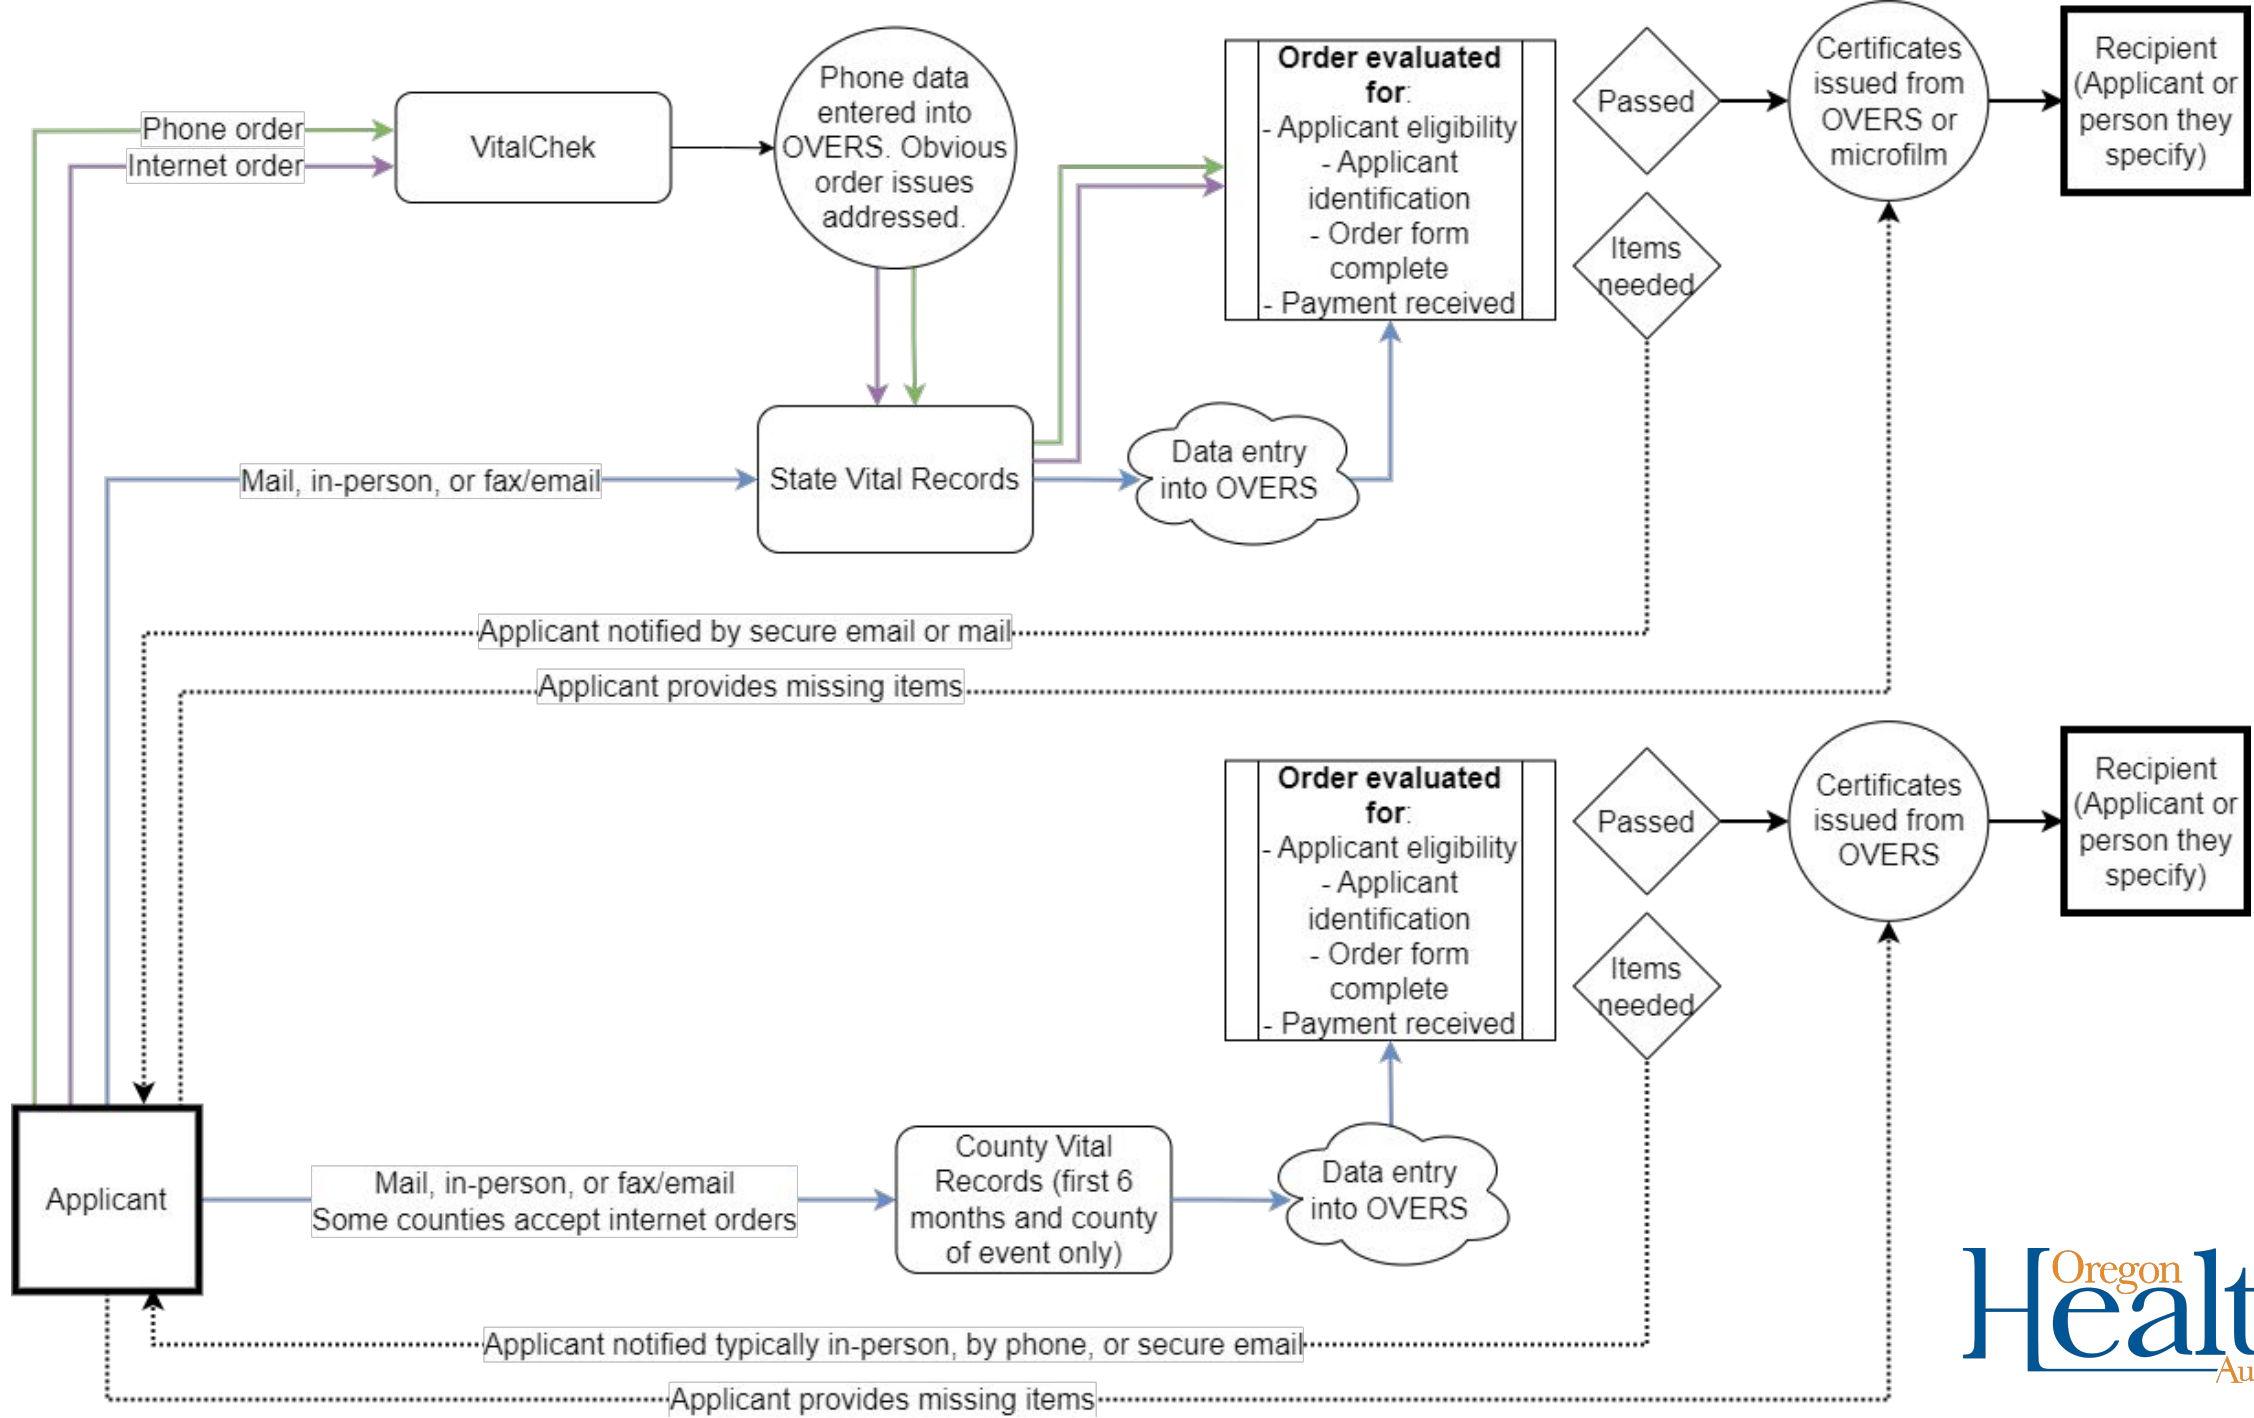 Phone order
Internet order
VitalChek
Phone data
entered into
OVERS. Obvious
order issues
addressed.
Order evaluated
for:
- Applicant eligibility
- Applicant
identification
- Order form
complete
- Payment received
Passed
Items
needed
Certificates
issued from
OVERS or
microfilm
Recipient
(Applicant or
person they
specify)
Mail, in-person, or fax/email
State Vital Records
Data entry
into OVERS
Applicant notified by secure email or mail
Applicant provides missing items
Order evaluated
for:
- Applicant eligibility
- Applicant
identification
- Order form
complete
- Payment received
Passed
Items
needed
Certificates
issued from
OVERS
Recipient
(Applicant or
person they
specify)
Applicant
Mail, in-person, or fax/email
Some counties accept internet orders
County Vital
Records (first 6
months and county
of event only)
Data entry
into OVERS
Applicant notified typically in-person, by phone, or secure email
Applicant provides missing items
Oregon
Healt
Au